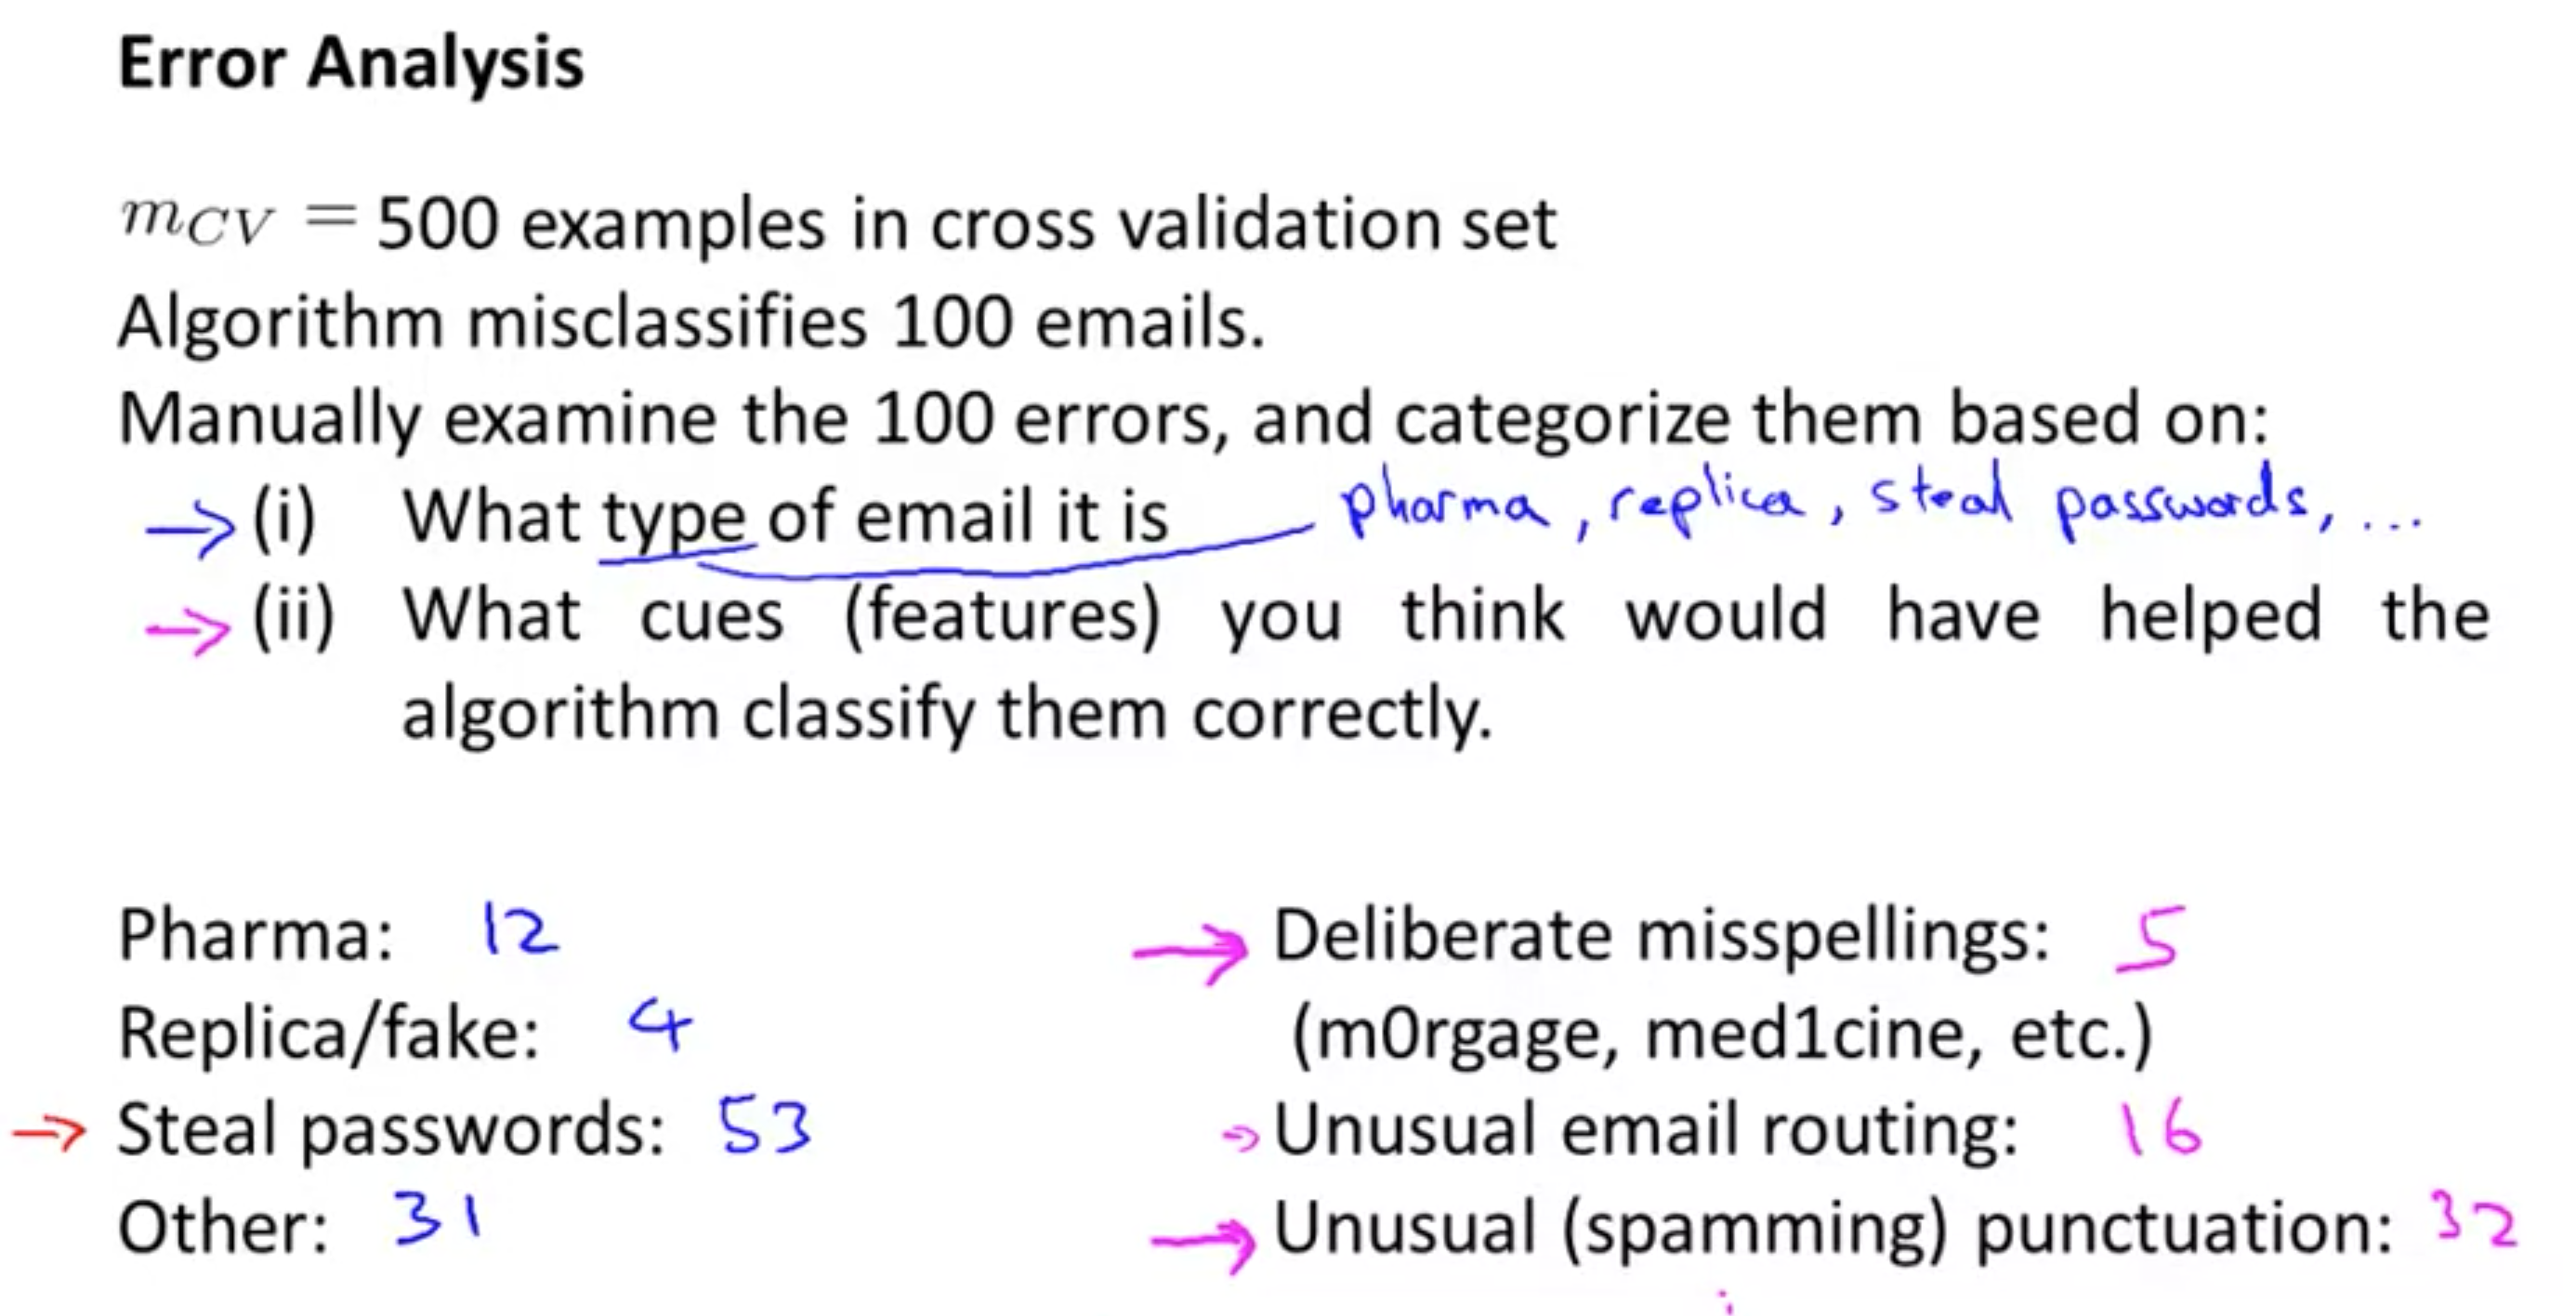 Error Analysis
m_CV = 500 examples in cross validation set
Algorithm misclassifies 100 emails.
Manually examine the 100 errors, and categorize them based on:
→ (i) What type of email it is pharma, replica, steal passwords, ...
→ (ii) What cues (features) you think would have helped the
algorithm classify them correctly.
Pharma: 12
Replica/fake: 4
→ Steal passwords: 53
Other: 31
→ Deliberate misspellings: 5
(m0rgage, med1cine, etc.)
→ Unusual email routing: 16
→ Unusual (spamming) punctuation: 32